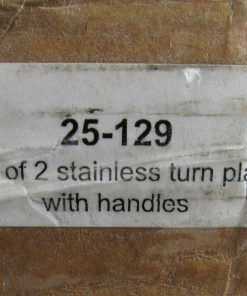 25-129
of 2 stainless turn pla
with handles